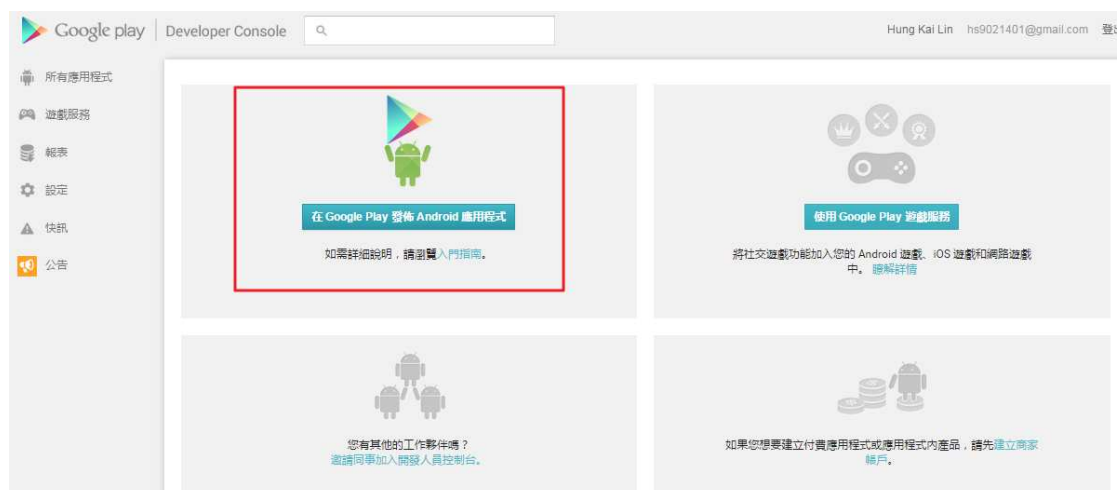 Google play | Developer Console
Hung Kai Lin hs9021401@gmail.com
所有應用程式
遊戲服務
報表
設定
快訊
公告
在 Google Play 發佈 Android 應用程式
如需詳細說明，請瀏覽入門指南。
使用 Google Play 遊戲服務
將社交遊戲功能加入您的 Android 遊戲、iOS 遊戲和網路遊戲
中。 瞭解詳情
您有其他的工作夥伴嗎？
邀請同事加入開發人員控制台。
如果您想要建立付費應用程式或應用程式內產品，請先建立商家
帳戶。